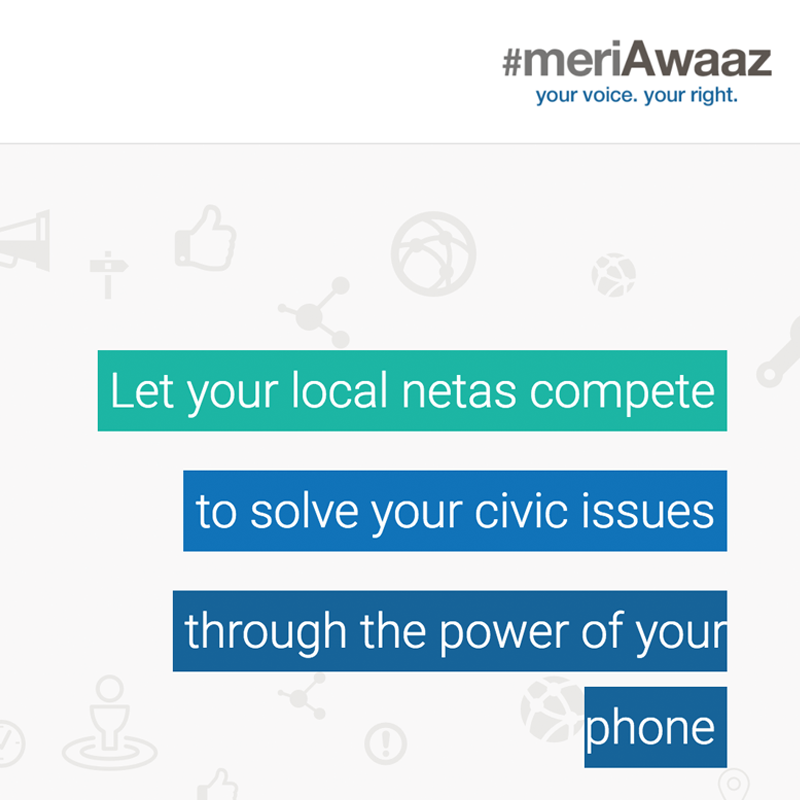 #meriAwaaz
your voice. your right.
Let your local netas compete
to solve your civic issues
through the power of your
phone